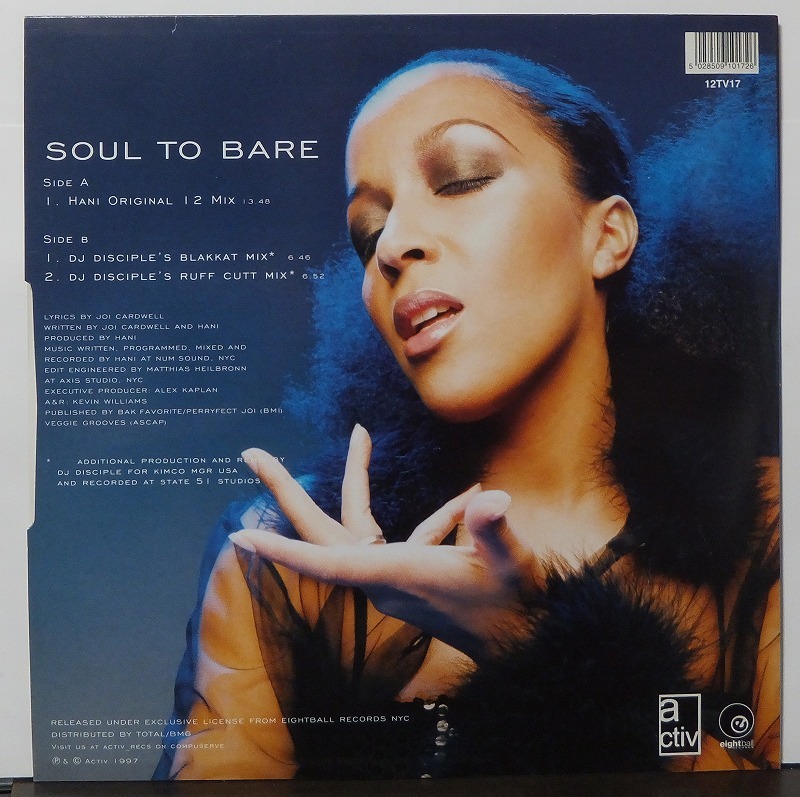 5 028509 101726
12TV17
SOUL TO BARE
SIDE A
1. HANI ORIGINAL 12 MIX 13.48
SIDE B
1. DJ DISCIPLE'S BLAKKAT MIX* 6.46
2. DJ DISCIPLE'S RUFF CUTT MIX* 6.52
LYRICS BY JOI CARDWELL
WRITTEN BY JOI CARDWELL AND HANI
PRODUCED BY HANI
MUSIC WRITTEN, PROGRAMMED, MIXED AND
RECORDED BY HANI AT NUM SOUND, NYC
EDIT ENGINEERED BY MATTHIAS HEILBRONN
AT AXIS STUDIO, NYC
EXECUTIVE PRODUCER: ALEX KAPLAN
A&R: KEVIN WILLIAMS
PUBLISHED BY BAK FAVORITE/PERRYFECT JOI (BMI)
VEGGIE GROOVES (ASCAP)
* ADDITIONAL PRODUCTION AND REMIX BY
DJ DISCIPLE FOR KIMCO MGR USA
AND RECORDED AT STATE 51 STUDIOS
RELEASED UNDER EXCLUSIVE LICENSE FROM EIGHTBALL RECORDS NYC
DISTRIBUTED BY TOTAL/BMG
VISIT US AT ACTIV_RECS ON COMPUSERVE
℗ & © ACTIV 1997
a
ctiv
eightball